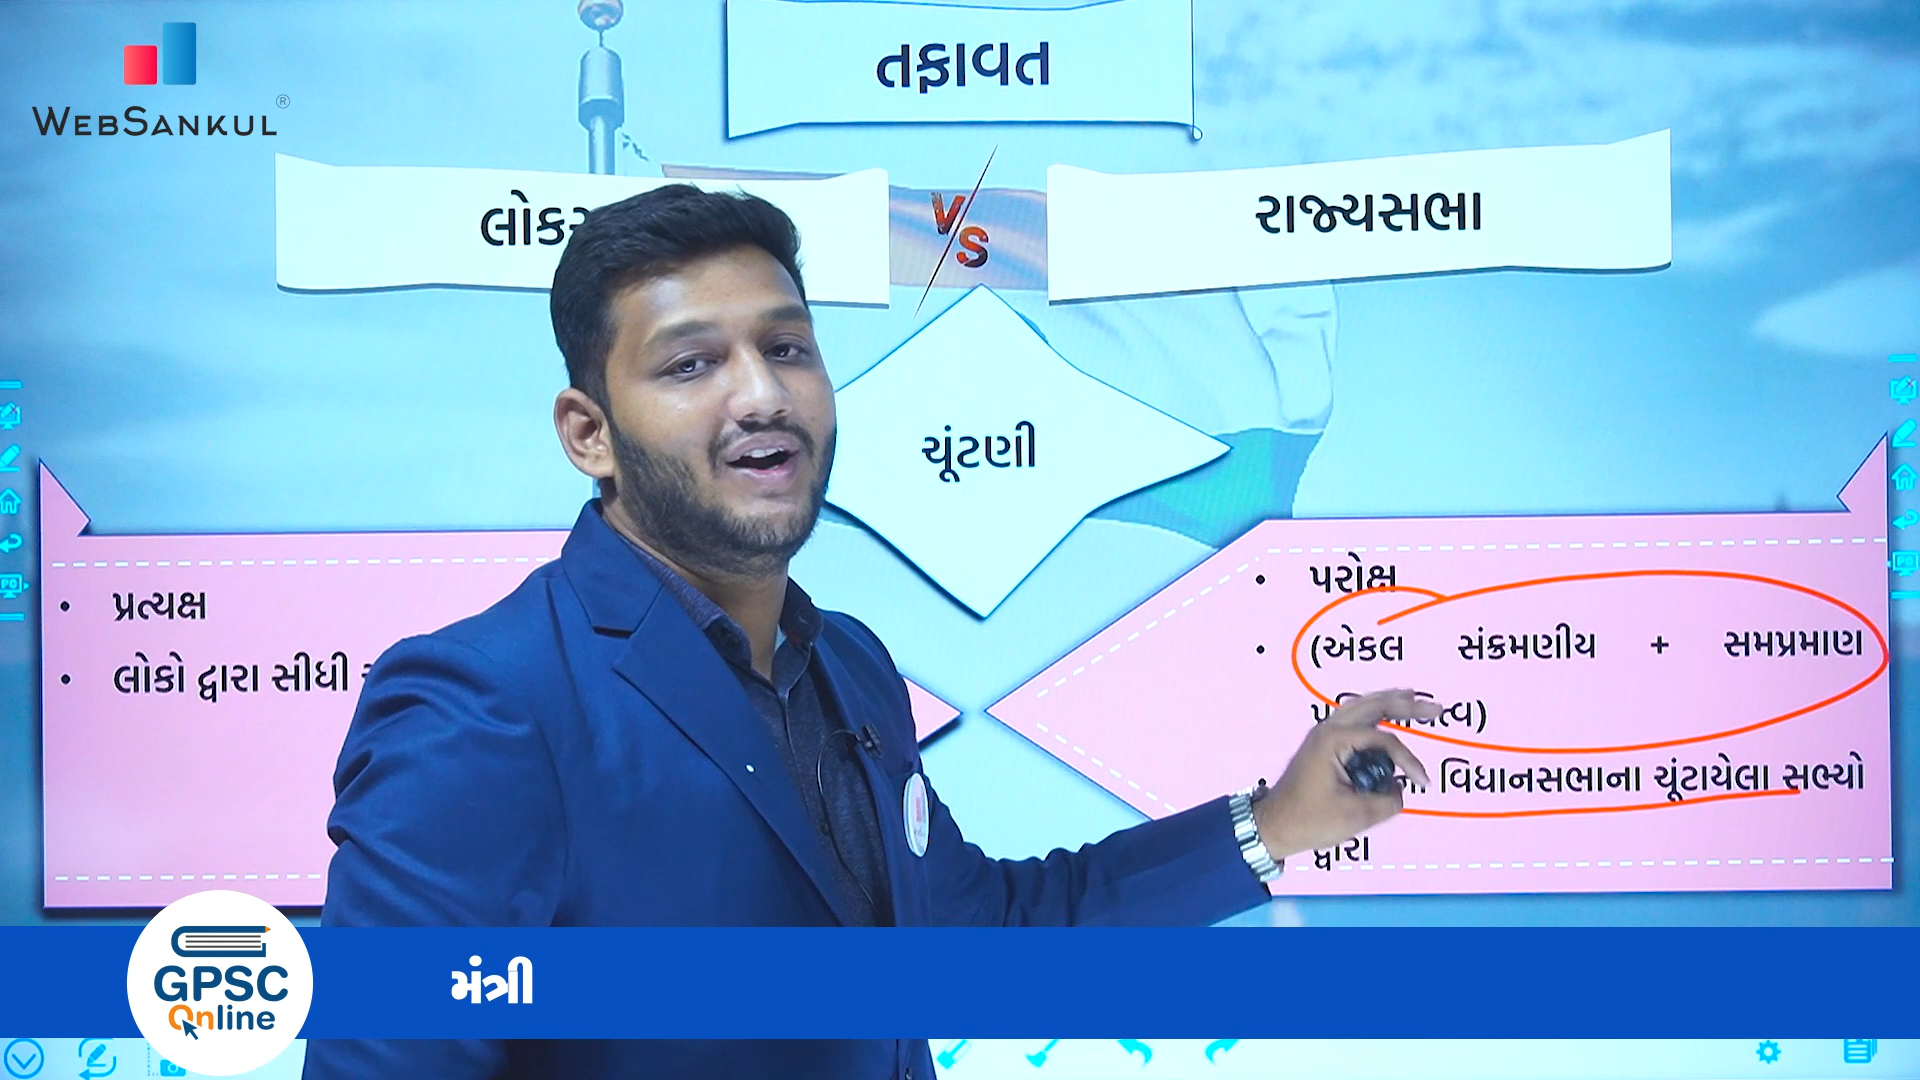 WEBSANKUL®
તફાવત
VS
રાજ્યસભા
ચૂંટણી
• પ્રત્યક્ષ
• લોકો દ્વારા સીધી
• પરોક્ષ
• (એકલ સંક્રમણીય + સમપ્રમાણ
• વિધાનસભાના ચૂંટાયેલા સભ્યો
દ્વારા
GPSC
Online
મંત્રી